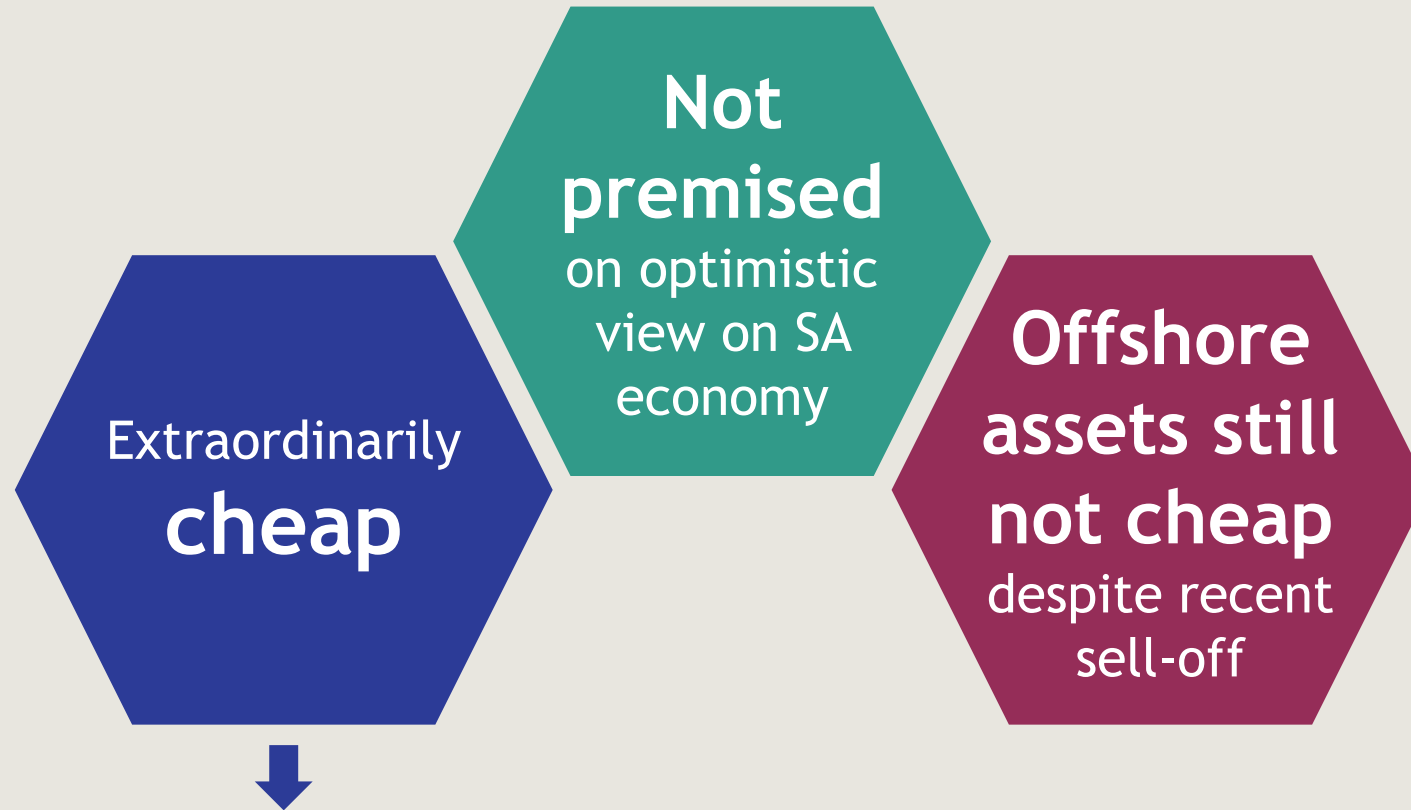 Extraordinarily
cheap
Not
premised
on optimistic
view on SA
economy
Offshore
assets still
not cheap
despite recent
sell-off